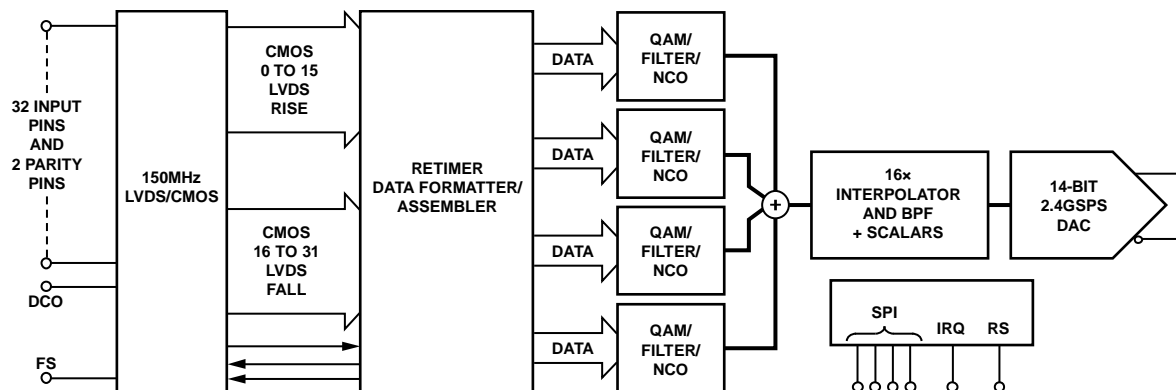 32 INPUT
PINS
AND
2 PARITY
PINS
DCO
FS
150MHz
LVDS/CMOS
CMOS
0 TO 15
LVDS
RISE
CMOS
16 TO 31
LVDS
FALL
RETIMER
DATA FORMATTER/
ASSEMBLER
DATA
DATA
DATA
DATA
QAM/
FILTER/
NCO
QAM/
FILTER/
NCO
QAM/
FILTER/
NCO
QAM/
FILTER/
NCO
+
16×
INTERPOLATOR
AND BPF
+ SCALARS
14-BIT
2.4GSPS
DAC
SPI
IRQ
RS